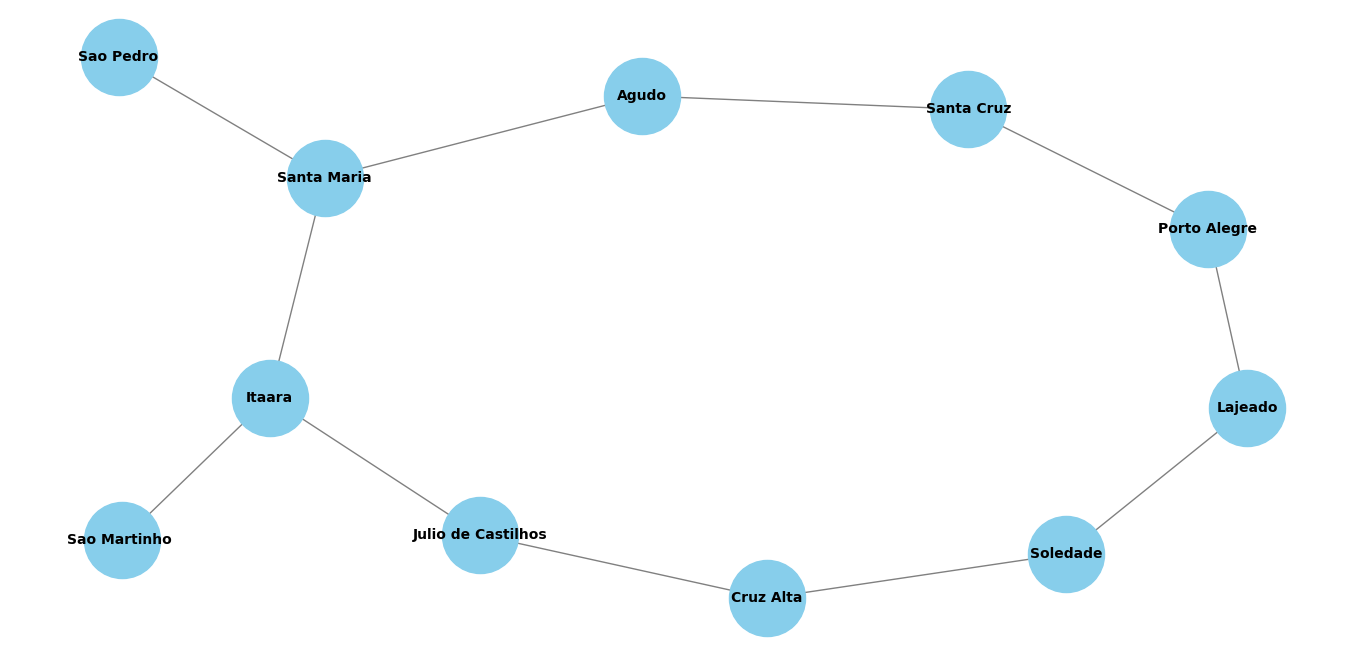 Sao Pedro
Agudo
Santa Cruz
Santa Maria
Porto Alegre
Itaara
Lajeado
Julio de Castilhos
Sao Martinho
Soledade
Cruz Alta